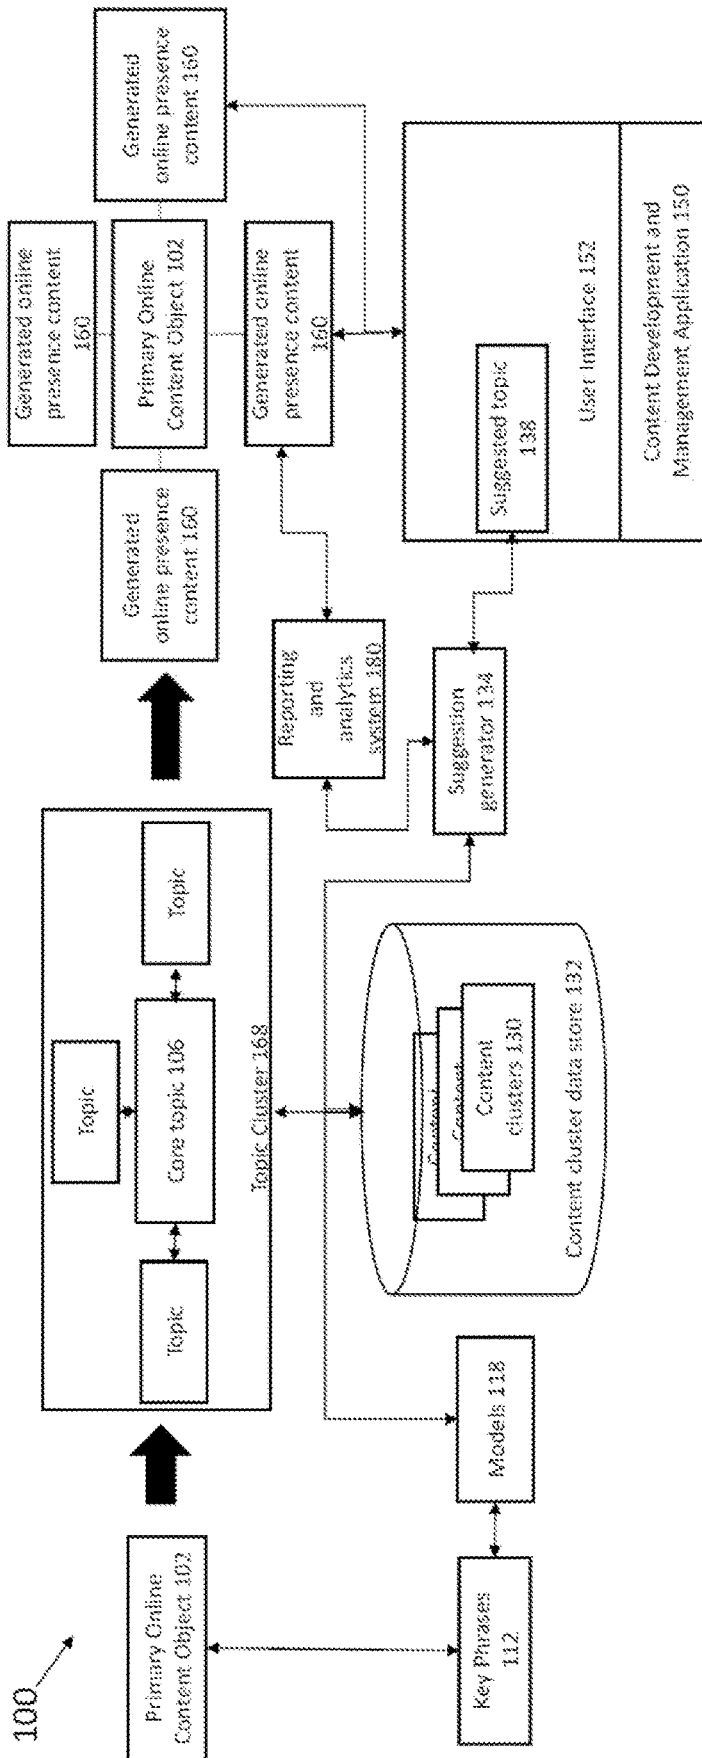 100
Primary Online
Content Object 102
Key Phrases
112
Models 118
Topic
Topic
Core topic 106
Topic
Topic Cluster 168
Content
clusters 130
Content cluster data store 132
Suggestion
generator 134
Reporting
and
analytics
system 180
Generated
online presence
content 160
Generated online
presence content
160
Primary Online
Content Object 102
Generated online
presence content
160
Generated
online presence
content 160
Suggested topic
138
User Interface 152
Content Development and
Management Application 150